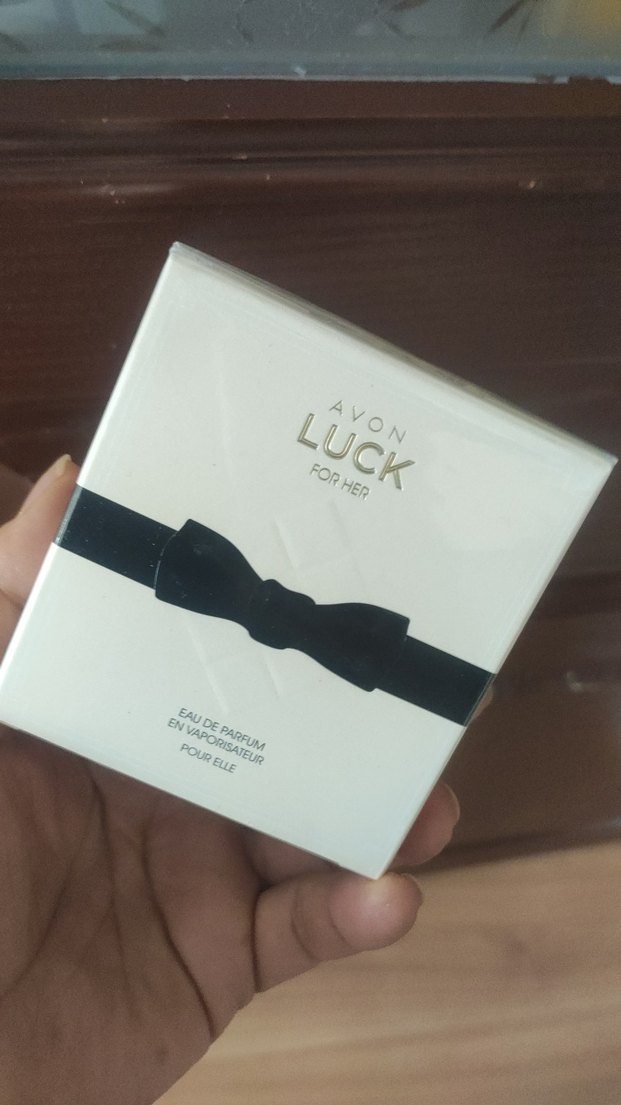 AVON
LUCK
FOR HER
EAU DE PARFUM
EN VAPORISATEUR
POUR ELLE